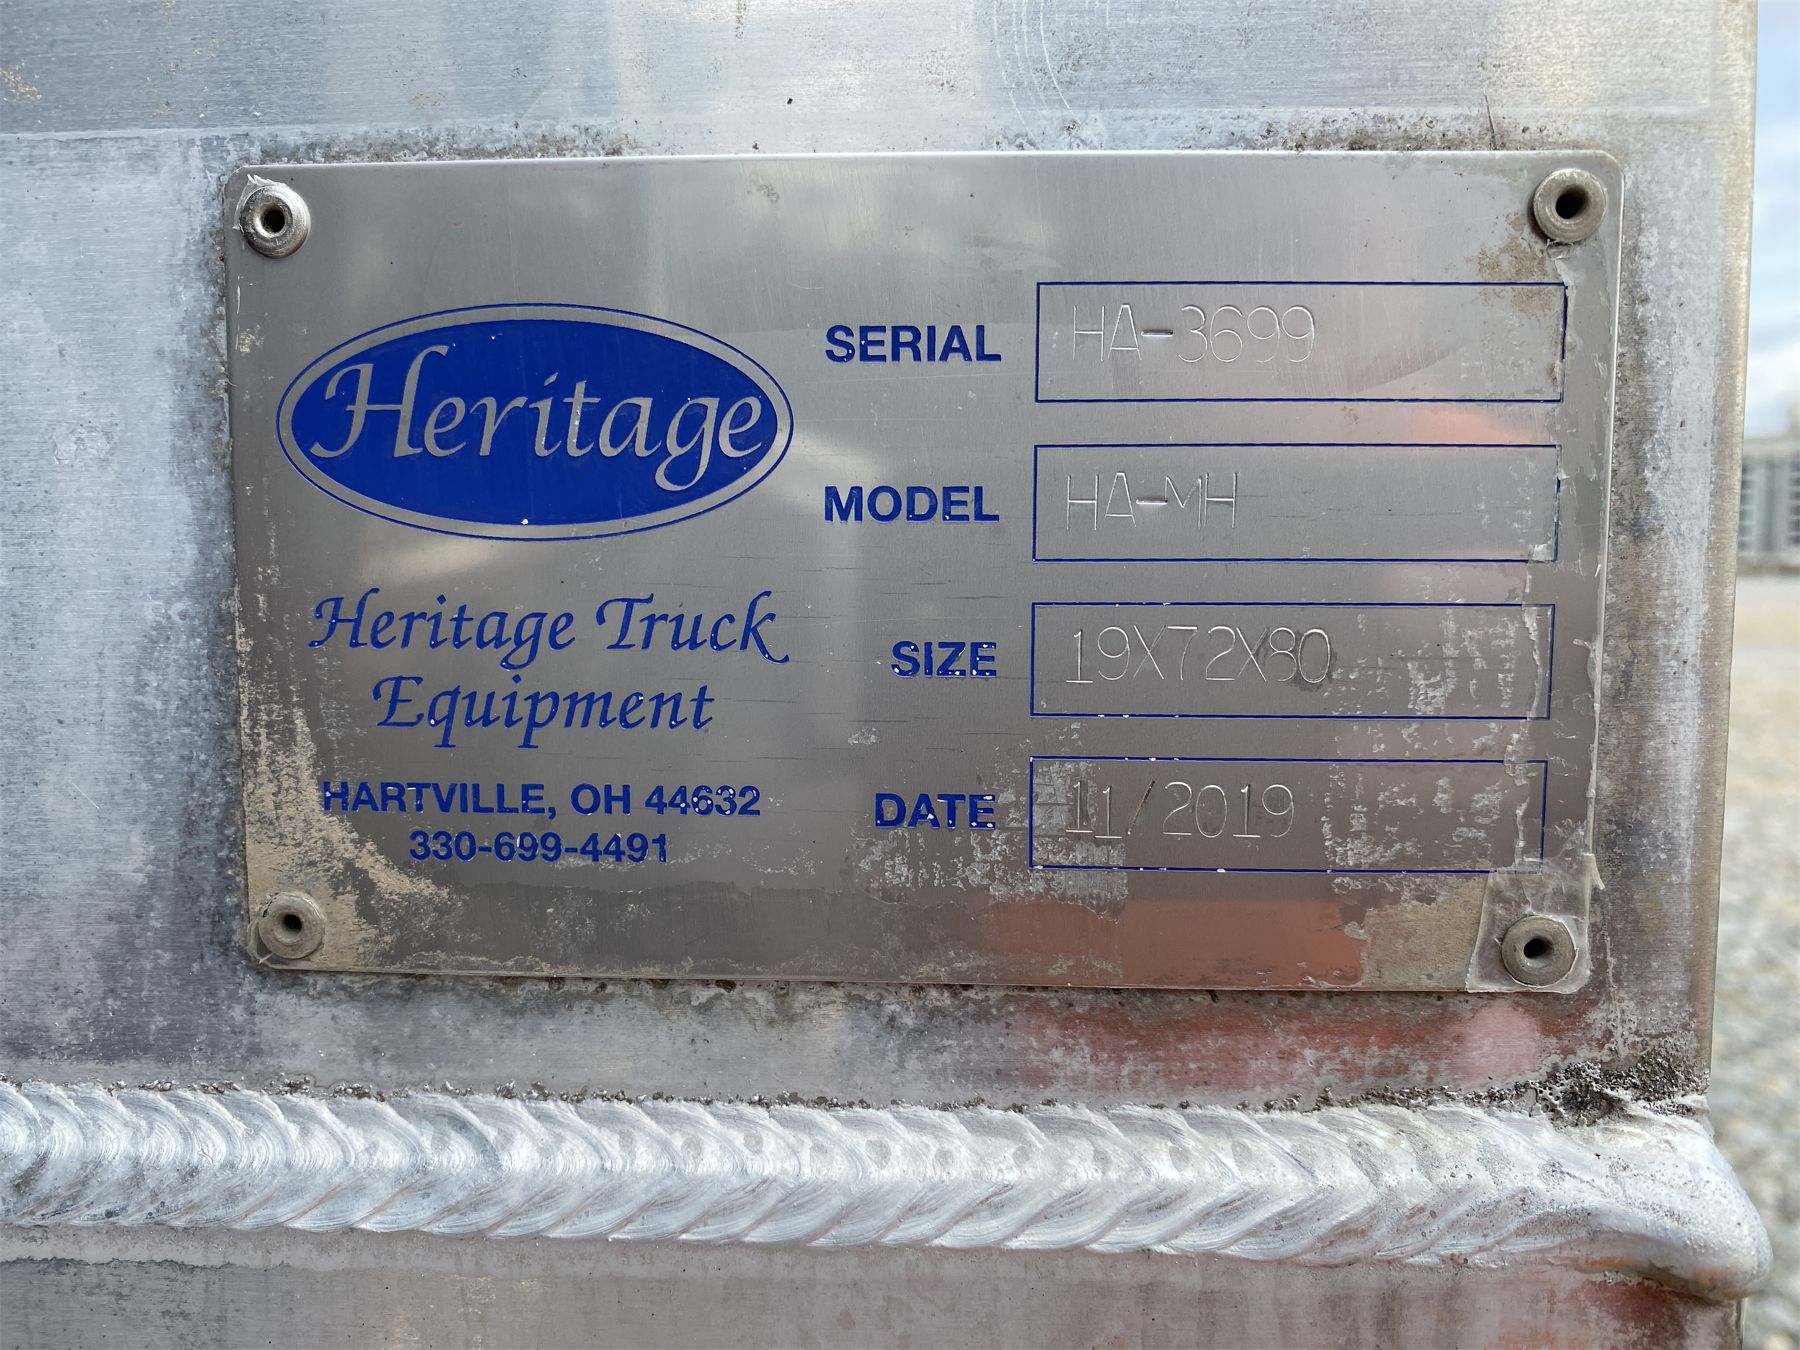 Heritage
Heritage Truck
Equipment
HARTVILLE, OH 44632
330-699-4491
SERIAL HA-3699
MODEL HA-MH
SIZE 19X72X80
DATE 11/2019